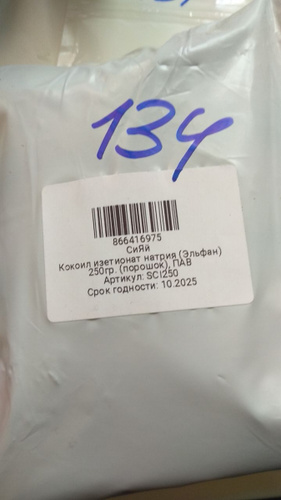 134
866416975
СиЯй
Кокоил изетионат натрия (Эльфан)
250гр. (порошок), ПАВ
Артикул: SCI250
Срок годности: 10.2025